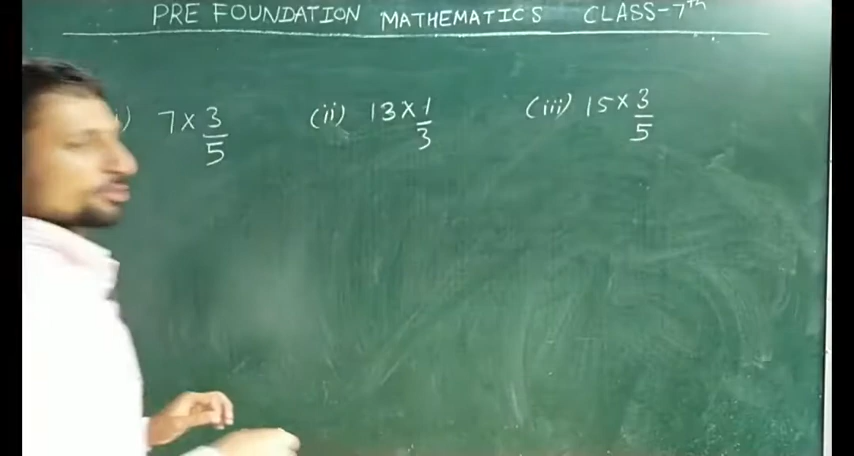 PRE FOUNDATION MATHEMATICS CLASS-7th
i) 7 × 3/5 (ii) 13 × 1/3 (iii) 15 × 3/5